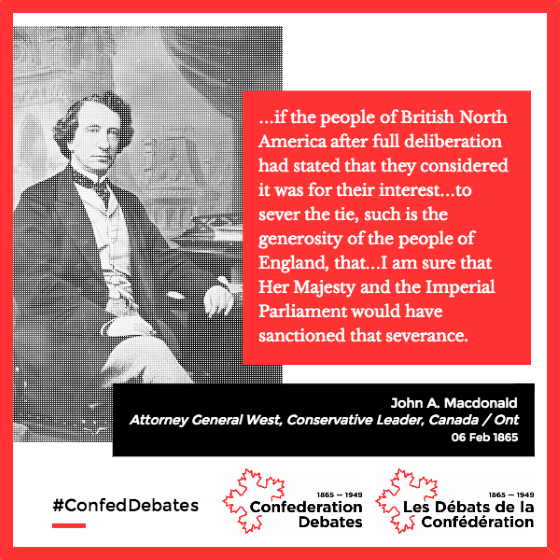 ...if the people of British North
America after full deliberation
had stated that they considered
it was for their interest...to
sever the tie, such is the
generosity of the people of
England, that...I am sure that
Her Majesty and the Imperial
Parliament would have
sanctioned that severance.
John A. Macdonald
Attorney General West, Conservative Leader, Canada / Ont
06 Feb 1865
#ConfedDebates
1865 — 1949
Confederation
Debates
1865 — 1949
Les Débats de la
Confédération